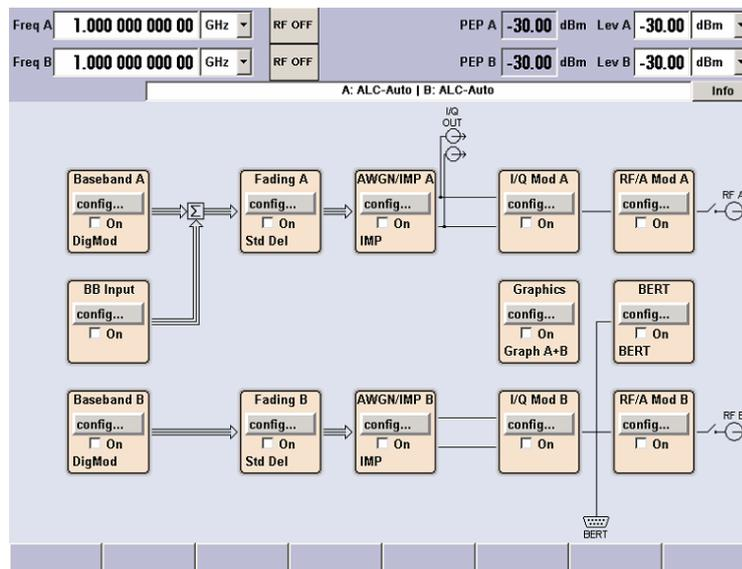 Freq A 1.000 000 000 00 GHz RF OFF PEP A -30.00 dBm Lev A -30.00 dBm
Freq B 1.000 000 000 00 GHz RF OFF PEP B -30.00 dBm Lev B -30.00 dBm
A: ALC-Auto | B: ALC-Auto Info
I/Q
OUT
Baseband A Fading A AWGN/IMP A I/Q Mod A RF/A Mod A
config... config... config... config... config... RF A
On Σ On On On On
DigMod Std Del IMP
BB Input Graphics BERT
config... config... config...
On On On
Graph A+B BERT
Baseband B Fading B AWGN/IMP B I/Q Mod B RF/A Mod B
config... config... config... config... config... RF B
On On On On On
DigMod Std Del IMP
BERT